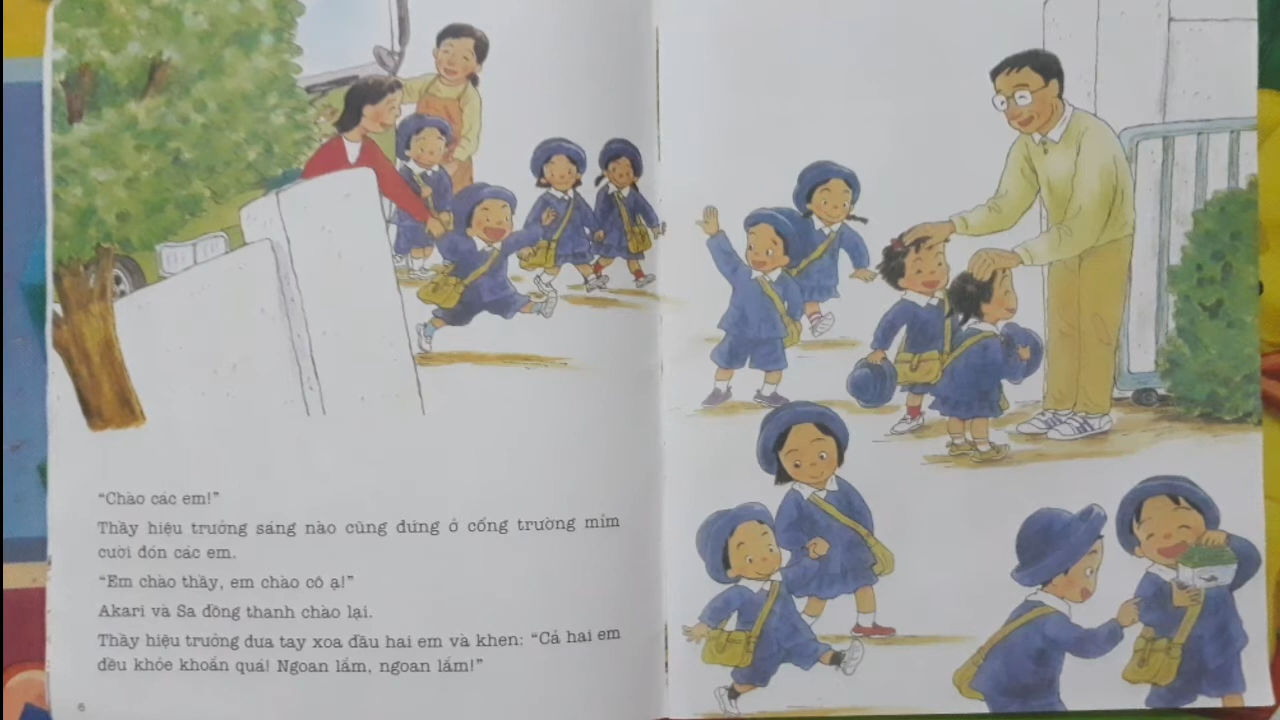 “Chào các em!”
Thầy hiệu trưởng sáng nào cũng đứng ở cổng trường mỉm
cười đón các em.
“Em chào thầy, em chào cô ạ!”
Akari và Sa đồng thanh chào lại.
Thầy hiệu trưởng đưa tay xoa đầu hai em và khen: “Cả hai em
đều khỏe khoắn quá! Ngoan lắm, ngoan lắm!”
6